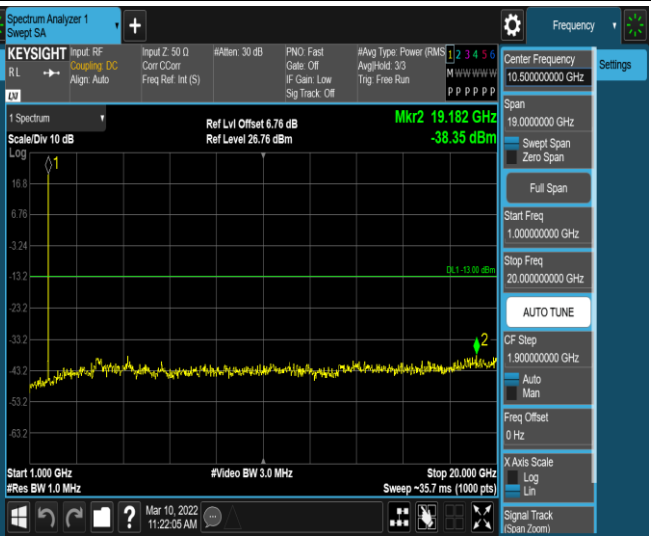 Spectrum Analyzer 1
Swept SA
+
Frequency
KEYSIGHT
Input: RF
Coupling: DC
Align: Auto
Input Z: 50 Ω
Corr CCorr
Freq Ref: Int (S)
#Atten: 30 dB
PNO: Fast
Gate: Off
IF Gain: Low
Sig Track: Off
#Avg Type: Power (RMS
Avg|Hold: 3/3
Trig: Free Run
1 2 3 4 5 6
M W W W W W
P P P P P P
RL
LXI
1 Spectrum
Scale/Div 10 dB
Log
Ref Lvl Offset 6.76 dB
Ref Level 26.76 dBm
Mkr2 19.182 GHz
-38.35 dBm
1
16.8
6.76
-3.24
-13.2
DL1 -13.00 dBm
-23.2
-33.2
2
-43.2
-53.2
-63.2
Start 1.000 GHz
#Video BW 3.0 MHz
Stop 20.000 GHz
#Res BW 1.0 MHz
Sweep ~35.7 ms (1000 pts)
?
Mar 10, 2022
11:22:05 AM
Center Frequency
10.500000000 GHz
Settings
Span
19.0000000 GHz
Swept Span
Zero Span
Full Span
Start Freq
1.000000000 GHz
Stop Freq
20.000000000 GHz
AUTO TUNE
CF Step
1.900000000 GHz
Auto
Man
Freq Offset
0 Hz
X Axis Scale
Log
Lin
Signal Track
(Span Zoom)